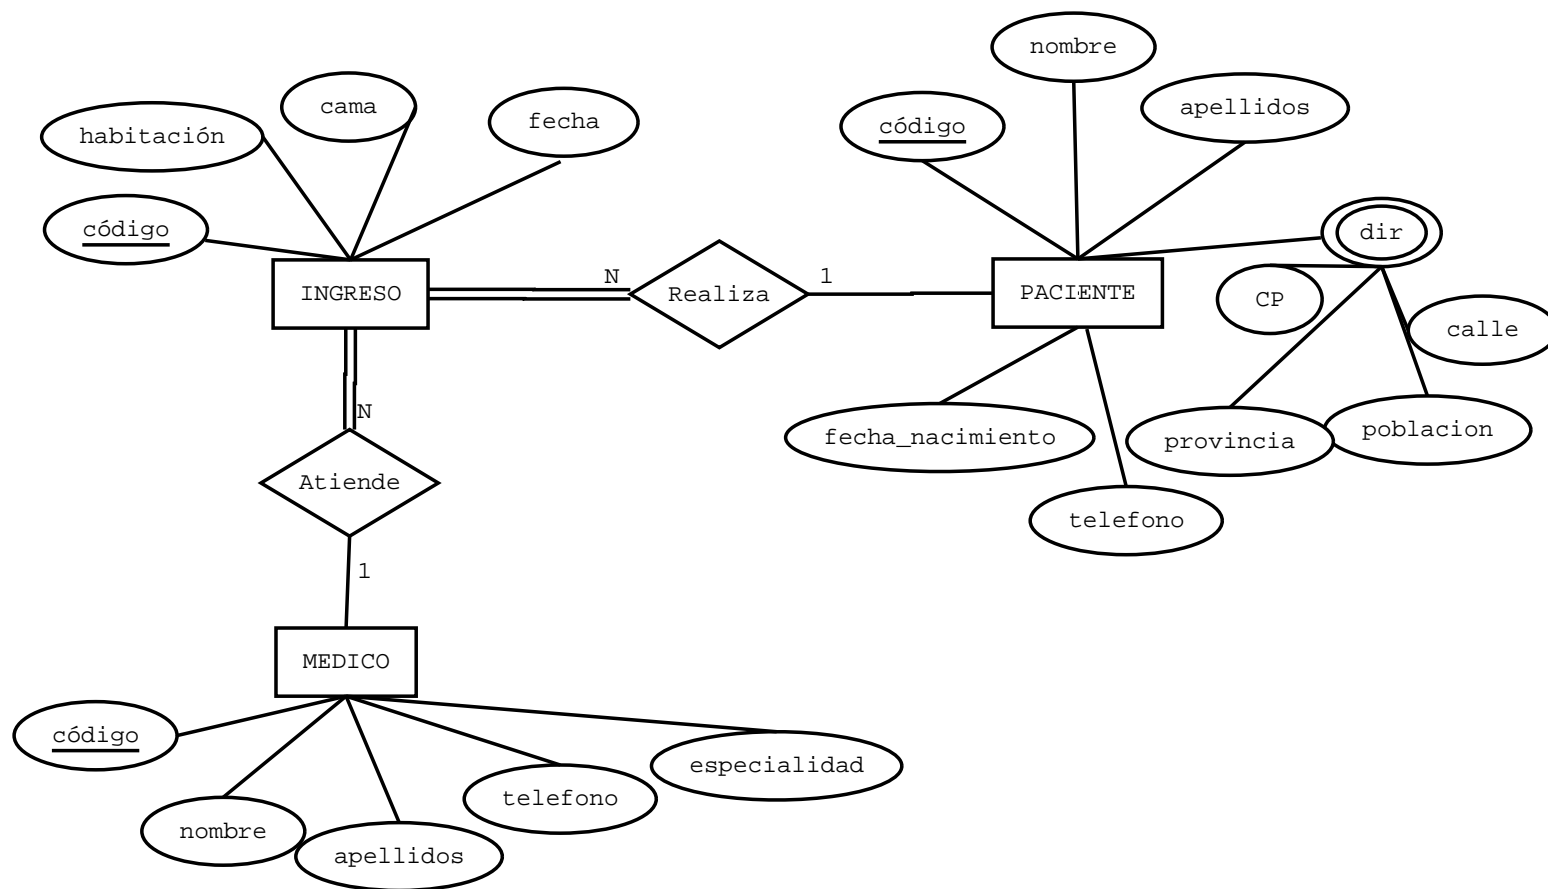 nombre
cama
apellidos
fecha
código
habitación
código
dir
N
1
INGRESO
Realiza
PACIENTE
CP
calle
N
fecha_nacimiento
provincia
poblacion
Atiende
telefono
1
MEDICO
código
especialidad
telefono
nombre
apellidos